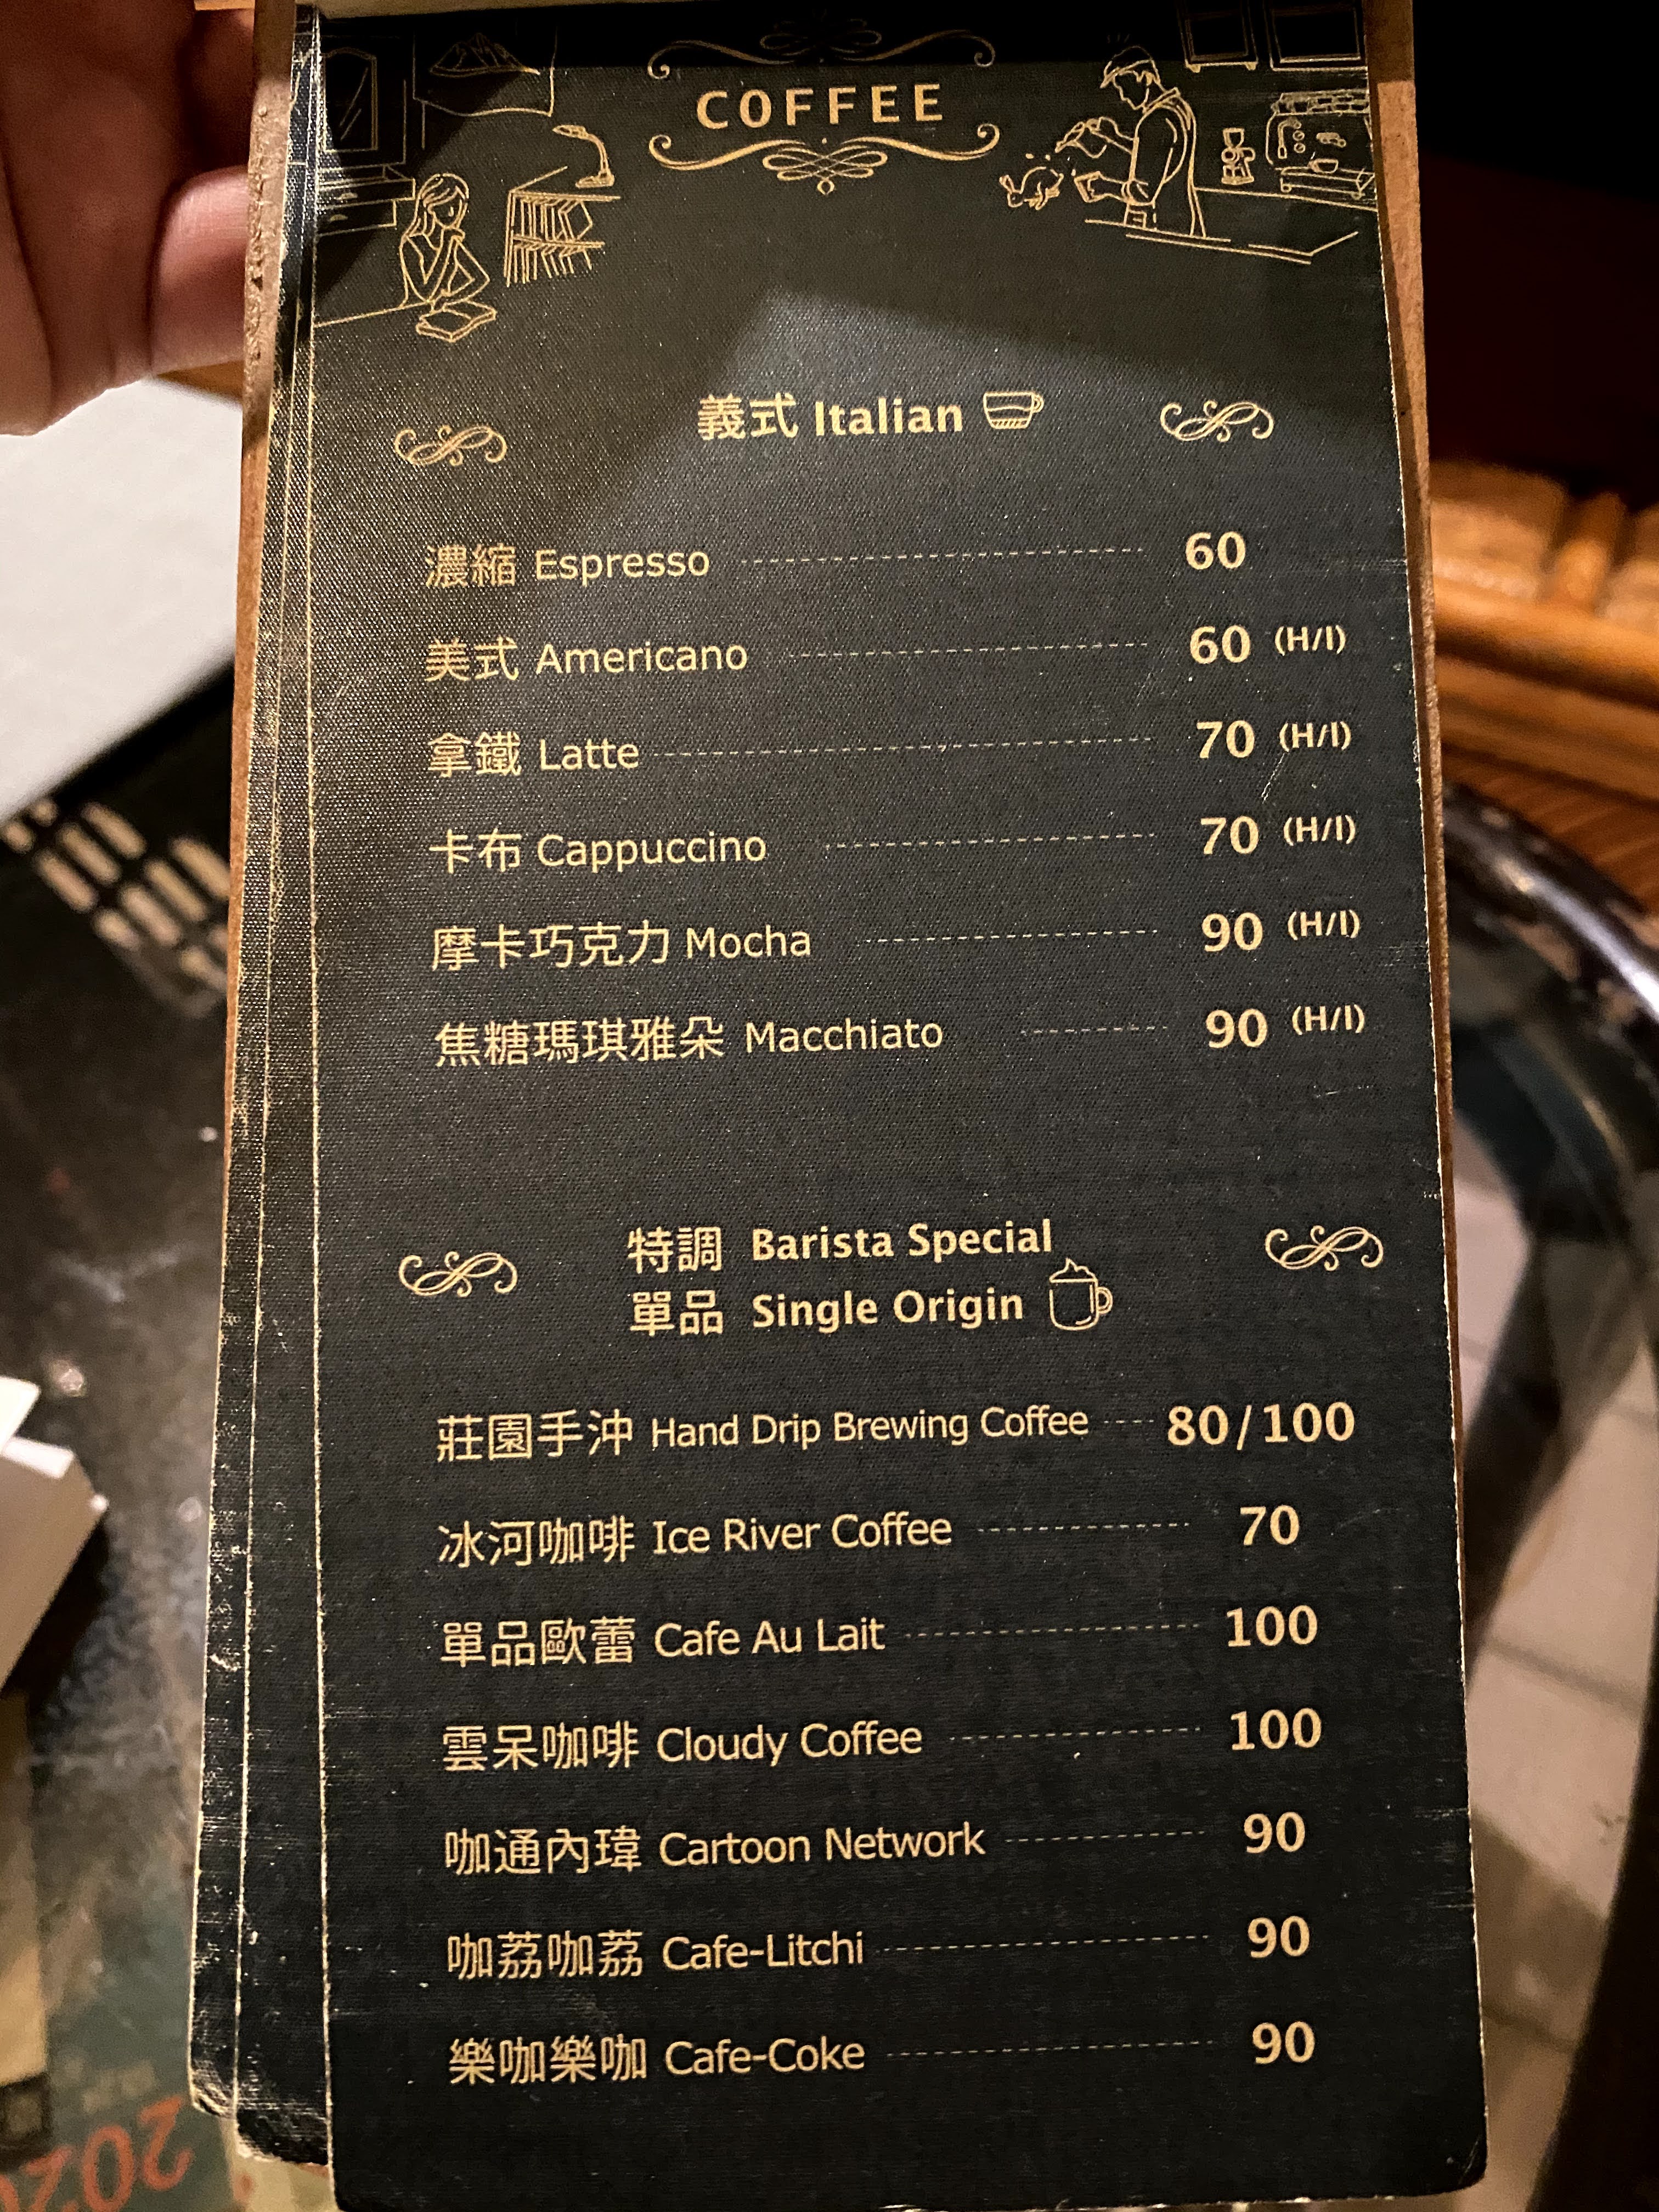 COFFEE
義式 Italian
濃縮 Espresso 60
美式 Americano 60 (H/I)
拿鐵 Latte 70 (H/I)
卡布 Cappuccino 70 (H/I)
摩卡巧克力 Mocha 90 (H/I)
焦糖瑪琪雅朵 Macchiato 90 (H/I)
特調 Barista Special
單品 Single Origin
莊園手沖 Hand Drip Brewing Coffee 80/100
冰河咖啡 Ice River Coffee 70
單品歐蕾 Cafe Au Lait 100
雲呆咖啡 Cloudy Coffee 100
咖通內瑋 Cartoon Network 90
咖荔咖荔 Cafe-Litchi 90
樂咖樂咖 Cafe-Coke 90